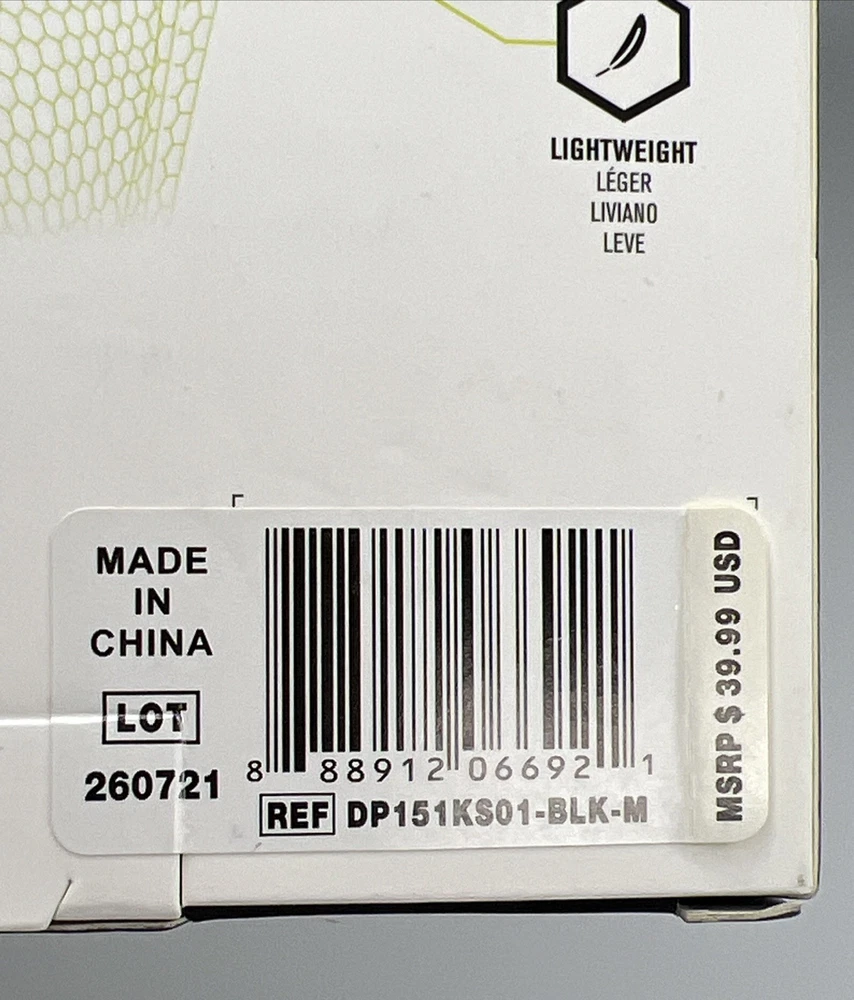 LIGHTWEIGHT
LÉGER
LIVIANO
LEVE
MADE
IN
CHINA
LOT
260721
8 88912 06692 1
REF DP151KS01-BLK-M
MSRP $ 39.99 USD